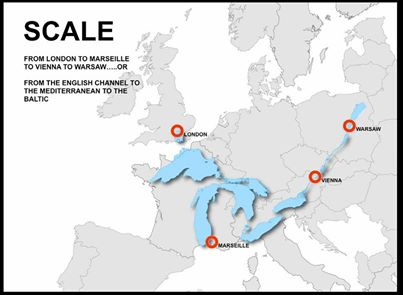 SCALE
FROM LONDON TO MARSEILLE
TO VIENNA TO WARSAW.....OR
FROM THE ENGLISH CHANNEL TO
THE MEDITERRANEAN TO THE
BALTIC
LONDON
WARSAW
VIENNA
MARSEILLE